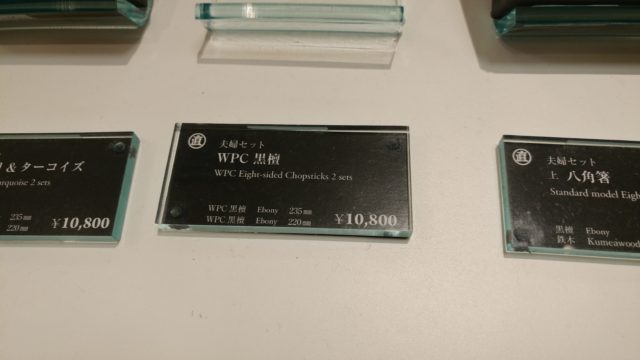 & ターコイズ
urquoise 2 sets
235㎜
220㎜
¥10,800
直
夫婦セット
WPC 黒檀
WPC Eight-sided Chopsticks 2 sets
WPC 黒檀 Ebony 235㎜
WPC 黒檀 Ebony 220㎜
¥10,800
直
夫婦セット
上 八角箸
Standard model Eigh
黒檀 Ebony
鉄木 Kumeawood